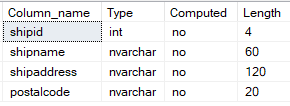 Column_name Type Computed Length
shipid int no 4
shipname nvarchar no 60
shipaddress nvarchar no 120
postalcode nvarchar no 20